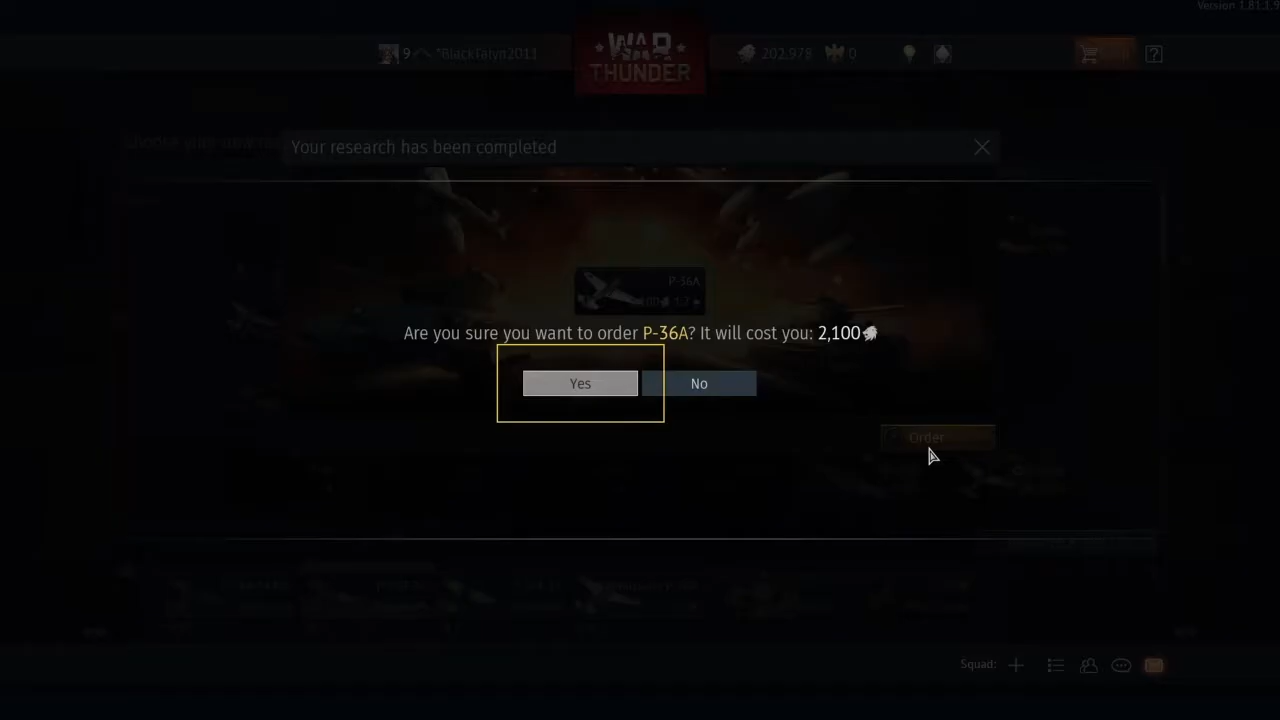 Version 1.81.1.9
9 *BlackTalyn2011
WAR
THUNDER
202,978
0
?
Your research has been completed
P-36A
Are you sure you want to order P-36A? It will cost you: 2,100
Yes
No
Order
Squad: